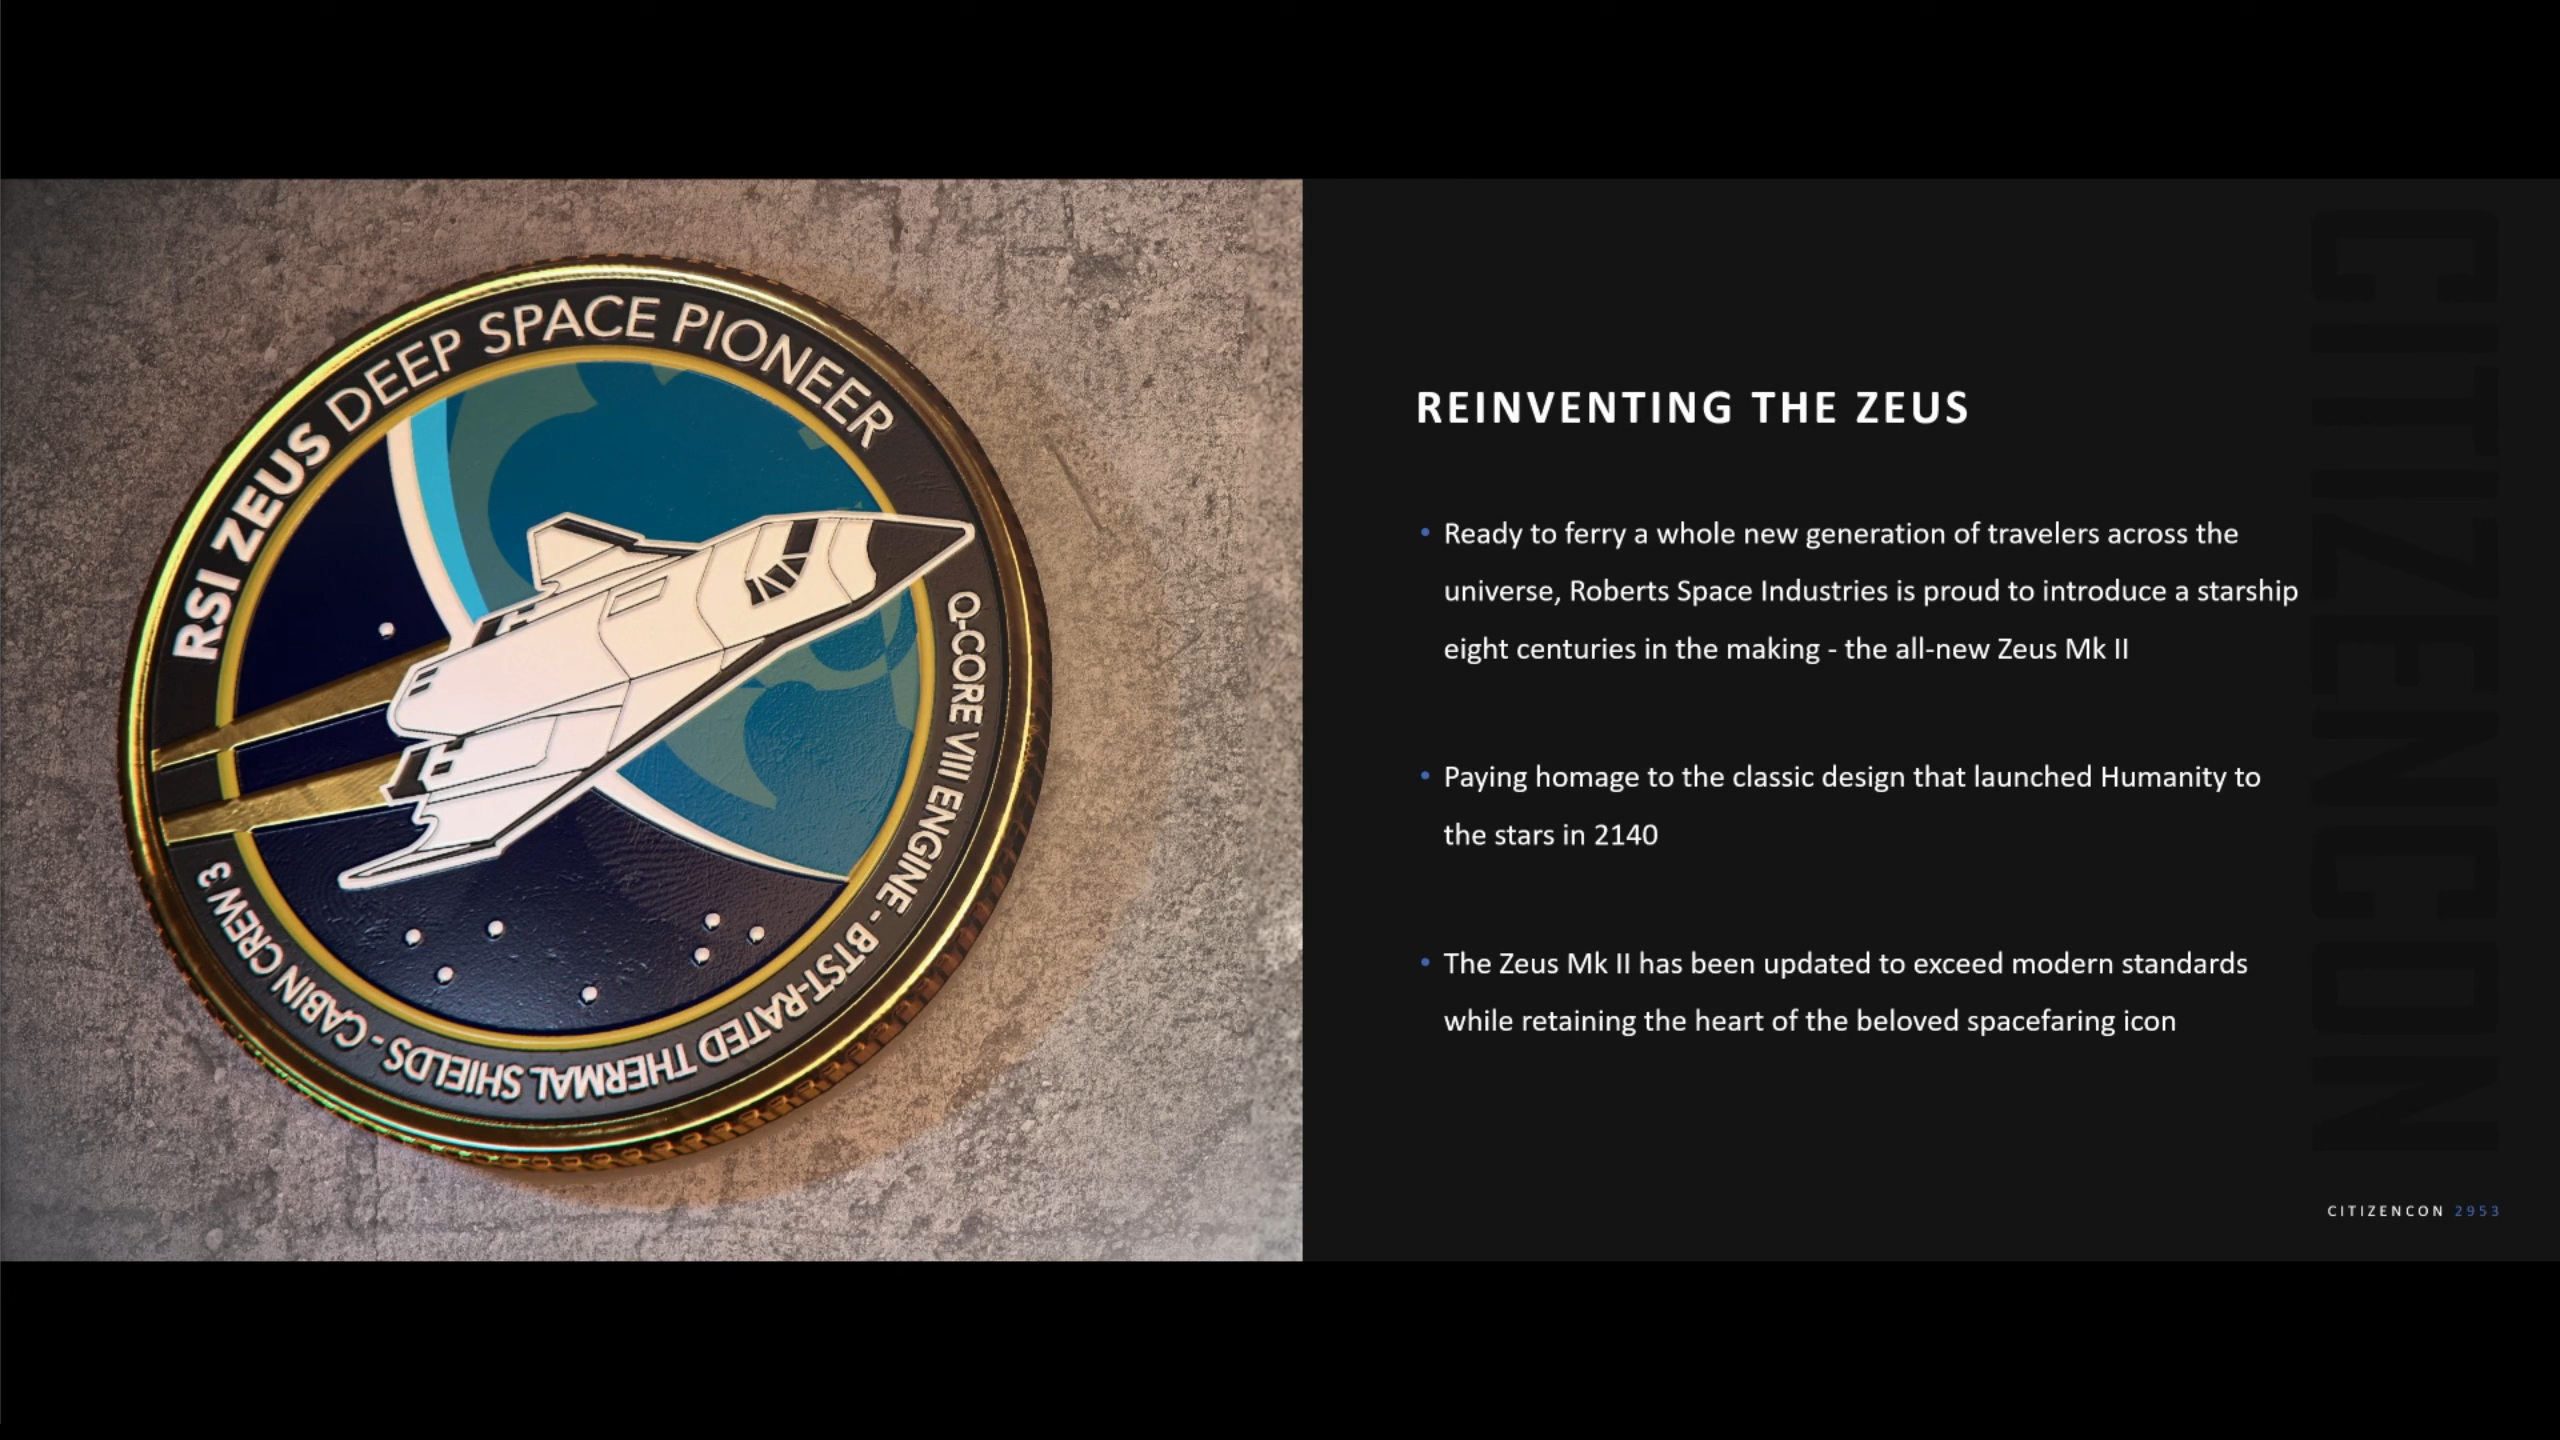 RSI ZEUS DEEP SPACE PIONEER
Q-CORE VIII ENGINE - BTST-RATED THERMAL SHIELDS - CABIN CREW 3
REINVENTING THE ZEUS
• Ready to ferry a whole new generation of travelers across the
universe, Roberts Space Industries is proud to introduce a starship
eight centuries in the making - the all-new Zeus Mk II
• Paying homage to the classic design that launched Humanity to
the stars in 2140
• The Zeus Mk II has been updated to exceed modern standards
while retaining the heart of the beloved spacefaring icon
CITIZENCON
CITIZENCON 2953